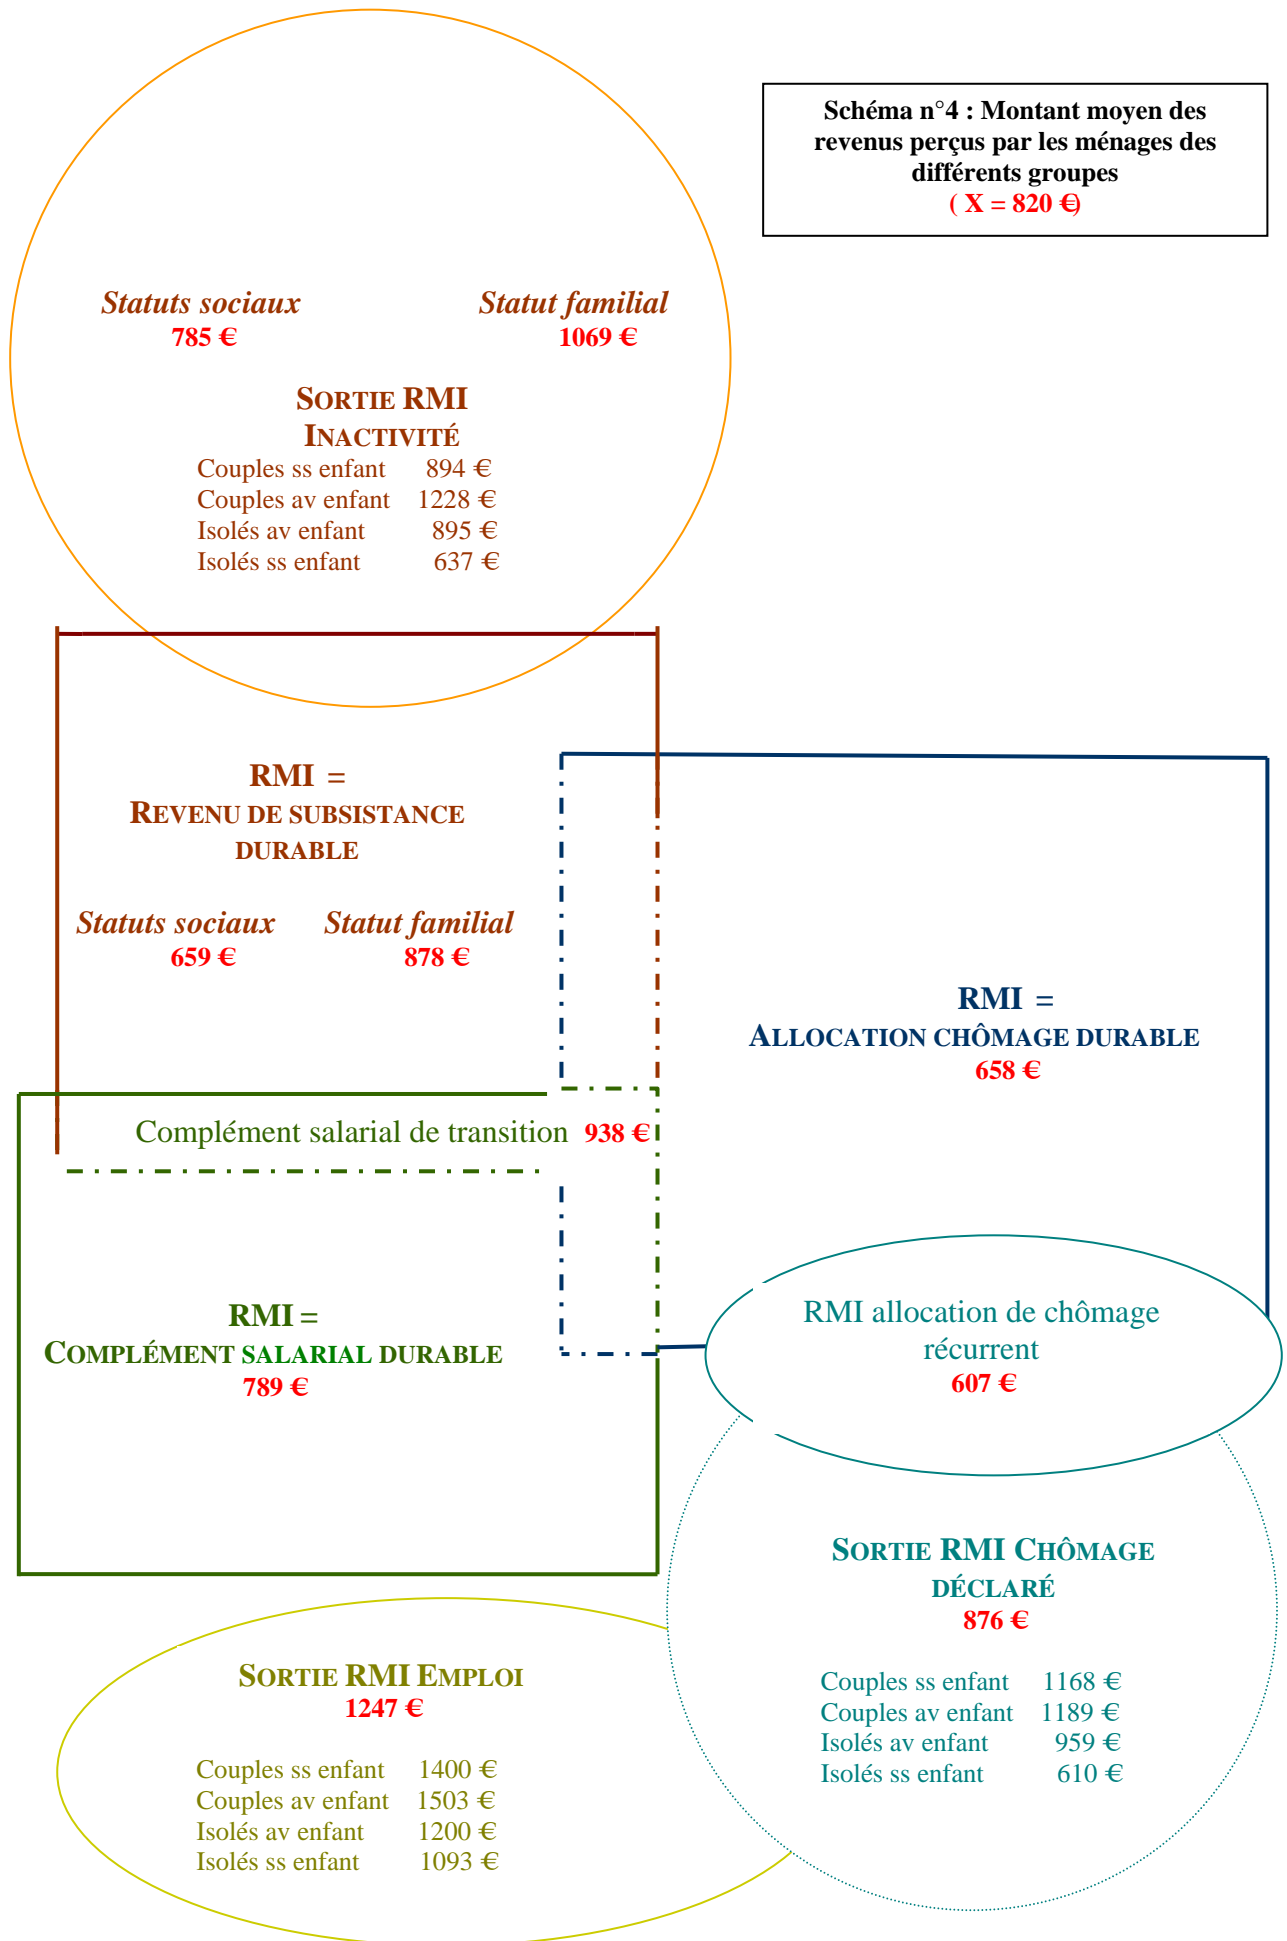 Schéma n°4 : Montant moyen des
revenus perçus par les ménages des
différents groupes
( X = 820 €)
Statuts sociaux Statut familial
785 € 1069 €
SORTIE RMI
INACTIVITÉ
Couples ss enfant 894 €
Couples av enfant 1228 €
Isolés av enfant 895 €
Isolés ss enfant 637 €
RMI =
REVENU DE SUBSISTANCE
DURABLE
Statuts sociaux Statut familial
659 € 878 €
RMI =
ALLOCATION CHÔMAGE DURABLE
658 €
Complément salarial de transition 938 €
RMI =
COMPLÉMENT SALARIAL DURABLE
789 €
RMI allocation de chômage
récurrent
607 €
SORTIE RMI CHÔMAGE
DÉCLARÉ
876 €
Couples ss enfant 1168 €
Couples av enfant 1189 €
Isolés av enfant 959 €
Isolés ss enfant 610 €
SORTIE RMI EMPLOI
1247 €
Couples ss enfant 1400 €
Couples av enfant 1503 €
Isolés av enfant 1200 €
Isolés ss enfant 1093 €